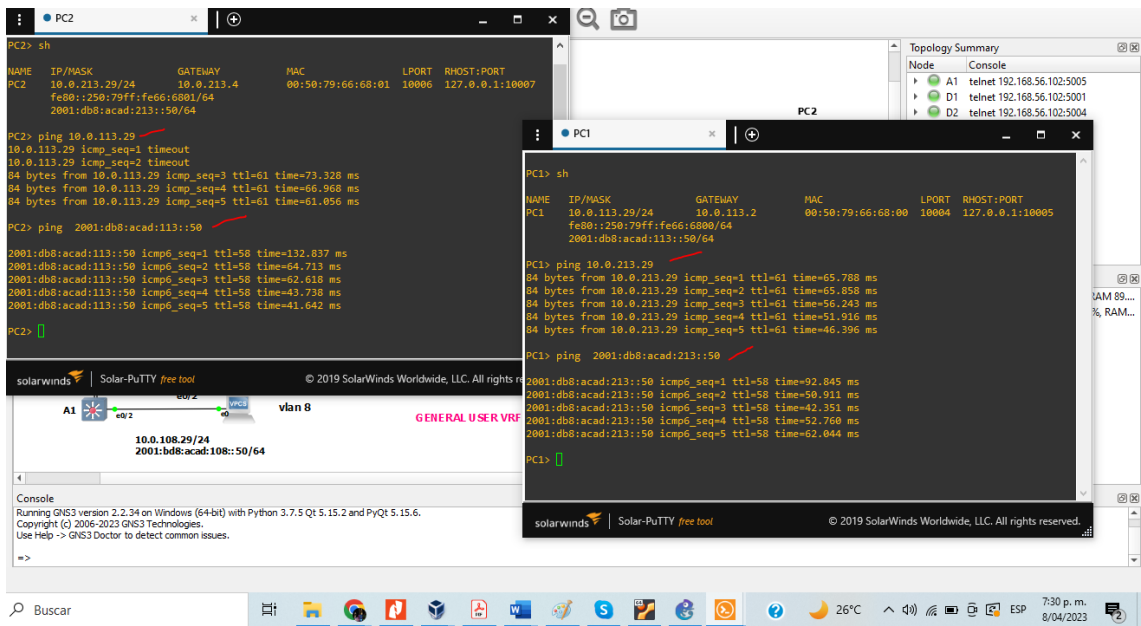 PC2
PC2> sh
NAME IP/MASK GATEWAY MAC LPORT RHOST:PORT
PC2 10.0.213.29/24 10.0.213.4 00:50:79:66:68:01 10006 127.0.0.1:10007
fe80::250:79ff:fe66:6801/64
2001:db8:acad:213::50/64
PC2> ping 10.0.113.29
10.0.113.29 icmp_seq=1 timeout
10.0.113.29 icmp_seq=2 timeout
84 bytes from 10.0.113.29 icmp_seq=3 ttl=61 time=73.328 ms
84 bytes from 10.0.113.29 icmp_seq=4 ttl=61 time=66.968 ms
84 bytes from 10.0.113.29 icmp_seq=5 ttl=61 time=61.056 ms
PC2> ping 2001:db8:acad:113::50
2001:db8:acad:113::50 icmp6_seq=1 ttl=58 time=132.837 ms
2001:db8:acad:113::50 icmp6_seq=2 ttl=58 time=64.713 ms
2001:db8:acad:113::50 icmp6_seq=3 ttl=58 time=62.618 ms
2001:db8:acad:113::50 icmp6_seq=4 ttl=58 time=43.738 ms
2001:db8:acad:113::50 icmp6_seq=5 ttl=58 time=41.642 ms
PC2>
solarwinds Solar-PuTTY free tool © 2019 SolarWinds Worldwide, LLC. All rights re
Topology Summary
Node Console
A1 telnet 192.168.56.102:5005
D1 telnet 192.168.56.102:5001
D2 telnet 192.168.56.102:5004
PC2
PC1
PC1> sh
NAME IP/MASK GATEWAY MAC LPORT RHOST:PORT
PC1 10.0.113.29/24 10.0.113.2 00:50:79:66:68:00 10004 127.0.0.1:10005
fe80::250:79ff:fe66:6800/64
2001:db8:acad:113::50/64
PC1> ping 10.0.213.29
84 bytes from 10.0.213.29 icmp_seq=1 ttl=61 time=65.788 ms
84 bytes from 10.0.213.29 icmp_seq=2 ttl=61 time=65.858 ms
84 bytes from 10.0.213.29 icmp_seq=3 ttl=61 time=56.243 ms
84 bytes from 10.0.213.29 icmp_seq=4 ttl=61 time=51.916 ms
84 bytes from 10.0.213.29 icmp_seq=5 ttl=61 time=46.396 ms
PC1> ping 2001:db8:acad:213::50
2001:db8:acad:213::50 icmp6_seq=1 ttl=58 time=92.845 ms
2001:db8:acad:213::50 icmp6_seq=2 ttl=58 time=50.911 ms
2001:db8:acad:213::50 icmp6_seq=3 ttl=58 time=42.351 ms
2001:db8:acad:213::50 icmp6_seq=4 ttl=58 time=52.760 ms
2001:db8:acad:213::50 icmp6_seq=5 ttl=58 time=62.044 ms
PC1>
solarwinds Solar-PuTTY free tool © 2019 SolarWinds Worldwide, LLC. All rights reserved.
RAM 89....
%, RAM...
A1 e0/2 e0/2 VPCS e0 vlan 8
GENERAL USER VRF
10.0.108.29/24
2001:bd8:acad:108::50/64
Console
Running GNS3 version 2.2.34 on Windows (64-bit) with Python 3.7.5 Qt 5.15.2 and PyQt 5.15.6.
Copyright (c) 2006-2023 GNS3 Technologies.
Use Help -> GNS3 Doctor to detect common issues.
=>
Buscar
26°C ESP 7:30 p. m.
8/04/2023
2